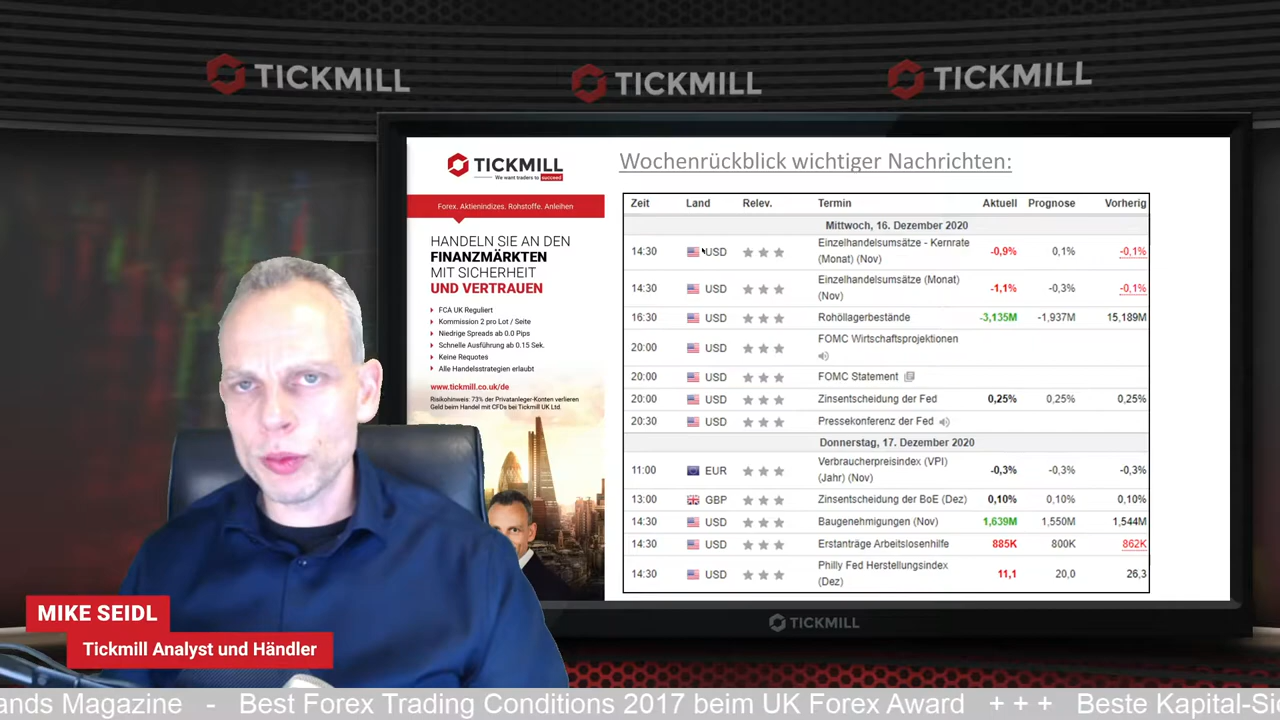 TICKMILL
TICKMILL
TICKMILL
TICKMILL
We want traders to succeed
Forex. Aktienindizes. Rohstoffe. Anleihen
HANDELN SIE AN DEN
FINANZMÄRKTEN
MIT SICHERHEIT
UND VERTRAUEN
FCA UK Reguliert
Kommission 2 pro Lot / Seite
Niedrige Spreads ab 0.0 Pips
Schnelle Ausführung ab 0.15 Sek.
Keine Requotes
Alle Handelsstrategien erlaubt
www.tickmill.co.uk/de
Risikohinweis: 73% der Privatanleger-Konten verlieren
Geld beim Handel mit CFDs bei Tickmill UK Ltd.
Wochenrückblick wichtiger Nachrichten:
Zeit Land Relev. Termin Aktuell Prognose Vorherig
Mittwoch, 16. Dezember 2020
14:30 USD Einzelhandelsumsätze - Kernrate -0,9% 0,1% -0,1%
(Monat) (Nov)
14:30 USD Einzelhandelsumsätze (Monat) -1,1% -0,3% -0,1%
(Nov)
16:30 USD Rohöllagerbestände -3,135M -1,937M 15,189M
20:00 USD FOMC Wirtschaftsprojektionen
20:00 USD FOMC Statement
20:00 USD Zinsentscheidung der Fed 0,25% 0,25% 0,25%
20:30 USD Pressekonferenz der Fed
Donnerstag, 17. Dezember 2020
11:00 EUR Verbraucherpreisindex (VPI) -0,3% -0,3% -0,3%
(Jahr) (Nov)
13:00 GBP Zinsentscheidung der BoE (Dez) 0,10% 0,10% 0,10%
14:30 USD Baugenehmigungen (Nov) 1,639M 1,550M 1,544M
14:30 USD Erstanträge Arbeitslosenhilfe 885K 800K 862K
14:30 USD Philly Fed Herstellungsindex 11,1 20,0 26,3
(Dez)
TICKMILL
MIKE SEIDL
Tickmill Analyst und Händler
ands Magazine - Best Forex Trading Conditions 2017 beim UK Forex Award + + + Beste Kapital-Si